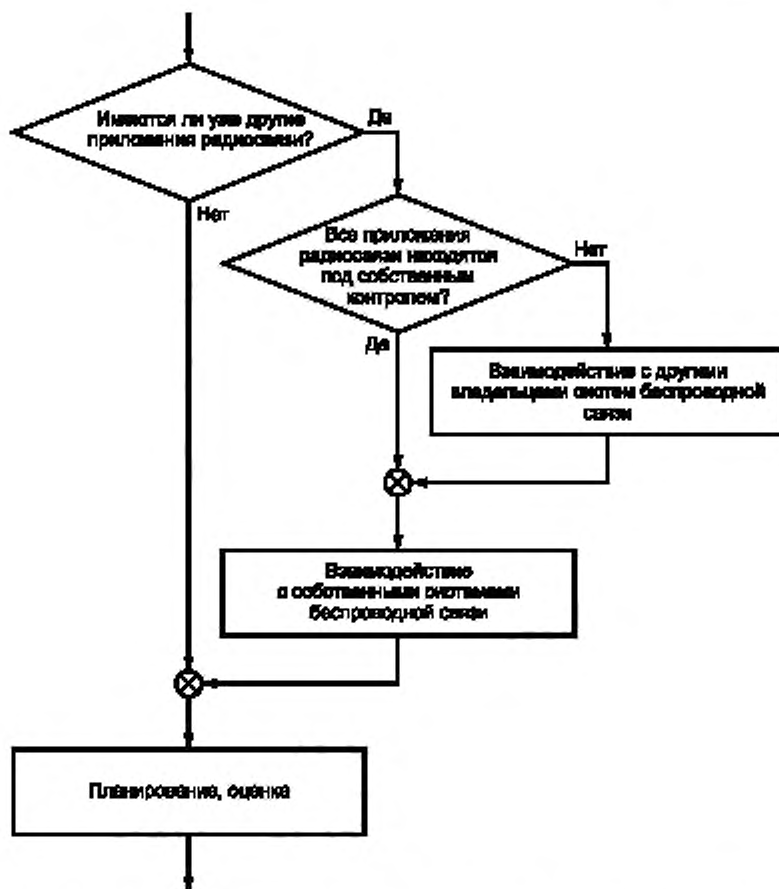 Имеются ли уже другие
приложения радиосвязи?
Да
Нет
Все приложения
радиосвязи находятся
под собственным
контролем?
Нет
Да
Взаимодействие с другими
владельцами систем беспроводной
связи
Взаимодействие
с собственными системами
беспроводной связи
Планирование, оценка